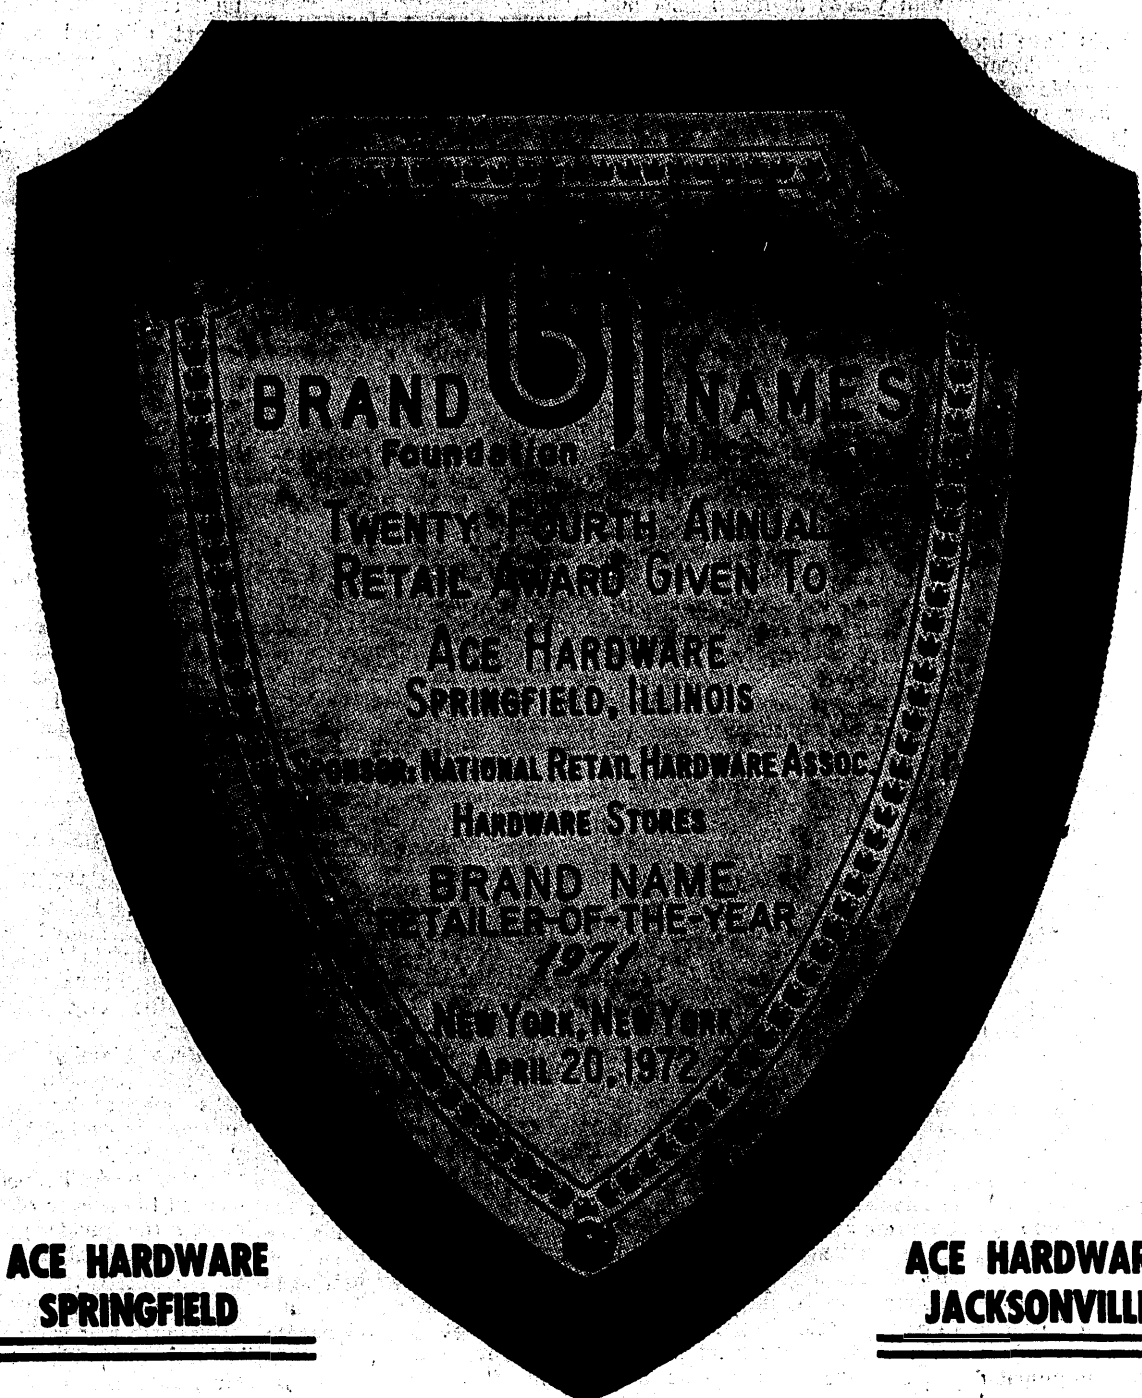 bn
BRAND NAMES
Foundation Inc.
TWENTY-FOURTH ANNUAL
RETAIL AWARD GIVEN TO
ACE HARDWARE
SPRINGFIELD, ILLINOIS
SPONSOR: NATIONAL RETAIL HARDWARE ASSOC.
HARDWARE STORES
BRAND NAME
RETAILER-OF-THE-YEAR
1971
NEW YORK, NEW YORK
APRIL 20, 1972
ACE HARDWARE
SPRINGFIELD
ACE HARDWAR
JACKSONVILL